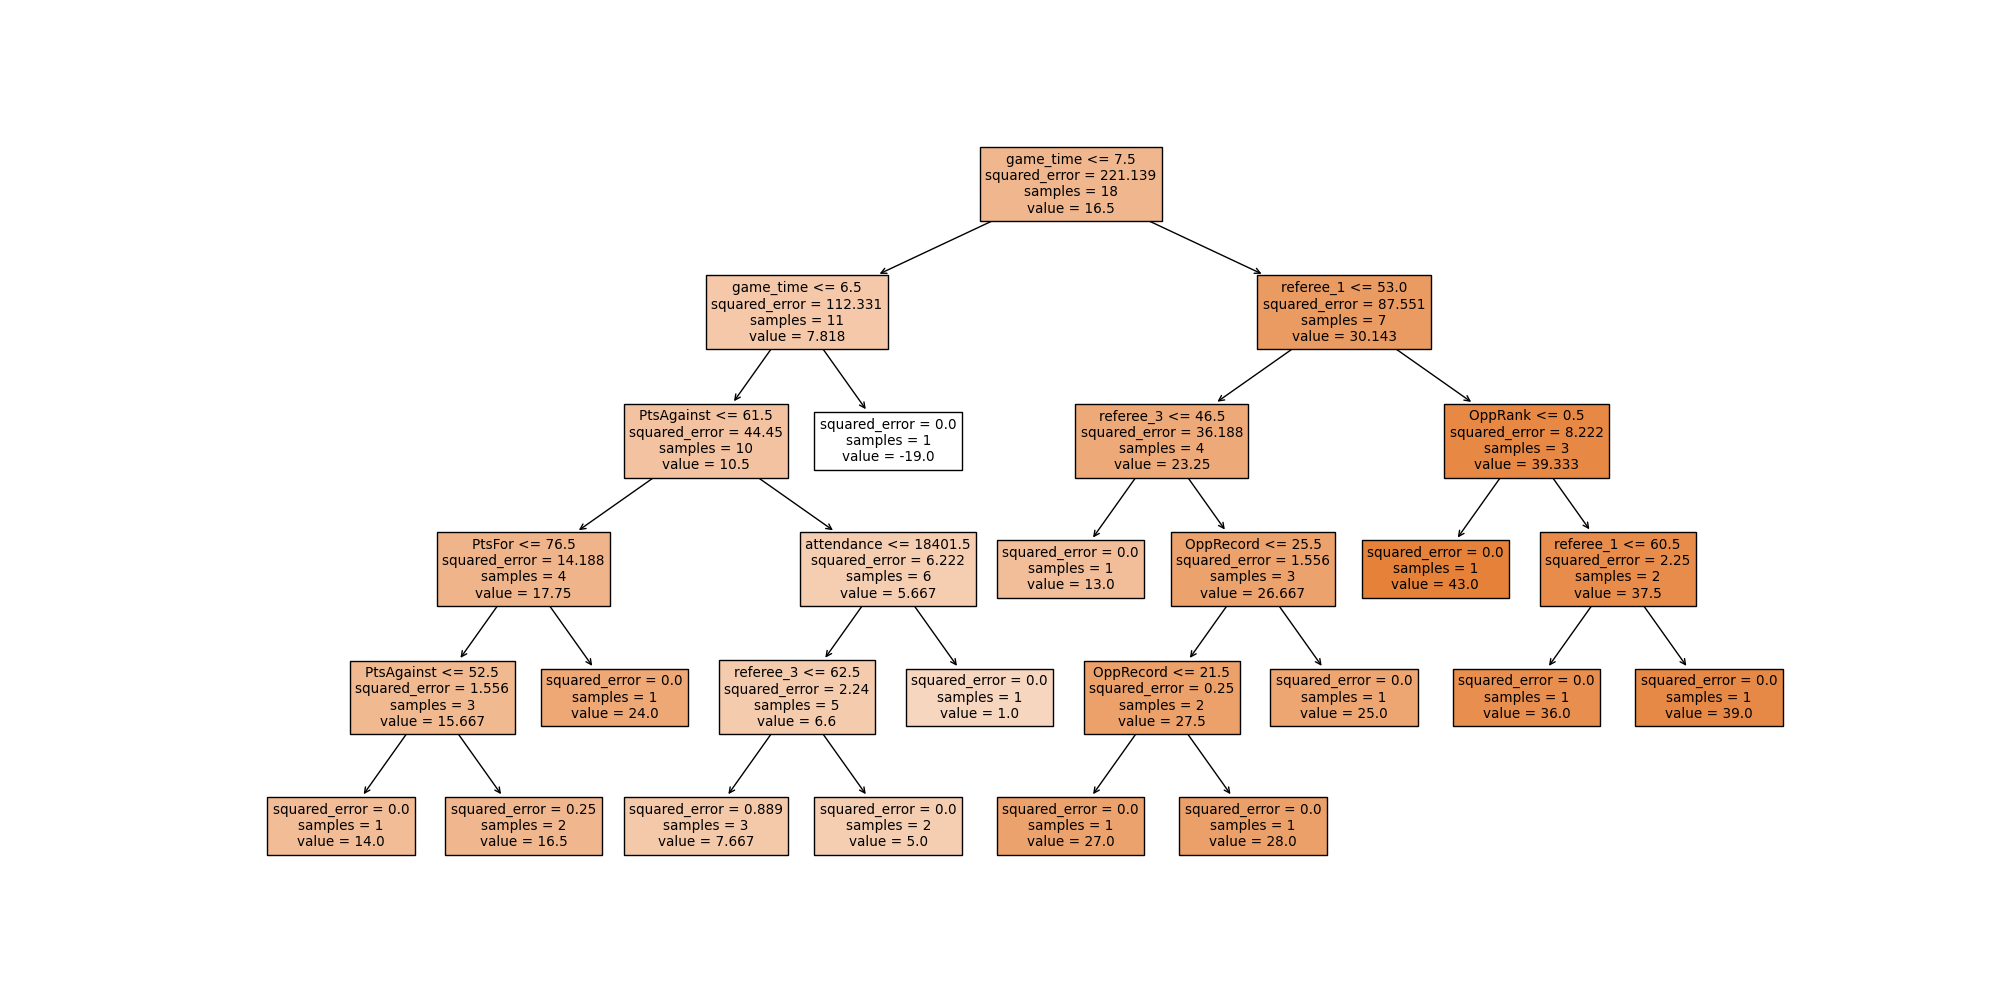 game_time <= 7.5
squared_error = 221.139
samples = 18
value = 16.5
game_time <= 6.5
squared_error = 112.331
samples = 11
value = 7.818
referee_1 <= 53.0
squared_error = 87.551
samples = 7
value = 30.143
PtsAgainst <= 61.5
squared_error = 44.45
samples = 10
value = 10.5
squared_error = 0.0
samples = 1
value = -19.0
referee_3 <= 46.5
squared_error = 36.188
samples = 4
value = 23.25
OppRank <= 0.5
squared_error = 8.222
samples = 3
value = 39.333
PtsFor <= 76.5
squared_error = 14.188
samples = 4
value = 17.75
attendance <= 18401.5
squared_error = 6.222
samples = 6
value = 5.667
squared_error = 0.0
samples = 1
value = 13.0
OppRecord <= 25.5
squared_error = 1.556
samples = 3
value = 26.667
squared_error = 0.0
samples = 1
value = 43.0
referee_1 <= 60.5
squared_error = 2.25
samples = 2
value = 37.5
PtsAgainst <= 52.5
squared_error = 1.556
samples = 3
value = 15.667
squared_error = 0.0
samples = 1
value = 24.0
referee_3 <= 62.5
squared_error = 2.24
samples = 5
value = 6.6
squared_error = 0.0
samples = 1
value = 1.0
OppRecord <= 21.5
squared_error = 0.25
samples = 2
value = 27.5
squared_error = 0.0
samples = 1
value = 25.0
squared_error = 0.0
samples = 1
value = 36.0
squared_error = 0.0
samples = 1
value = 39.0
squared_error = 0.0
samples = 1
value = 14.0
squared_error = 0.25
samples = 2
value = 16.5
squared_error = 0.889
samples = 3
value = 7.667
squared_error = 0.0
samples = 2
value = 5.0
squared_error = 0.0
samples = 1
value = 27.0
squared_error = 0.0
samples = 1
value = 28.0